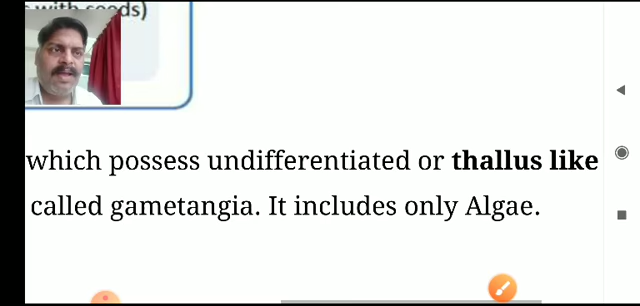 with seeds)
which possess undifferentiated or thallus like
called gametangia. It includes only Algae.